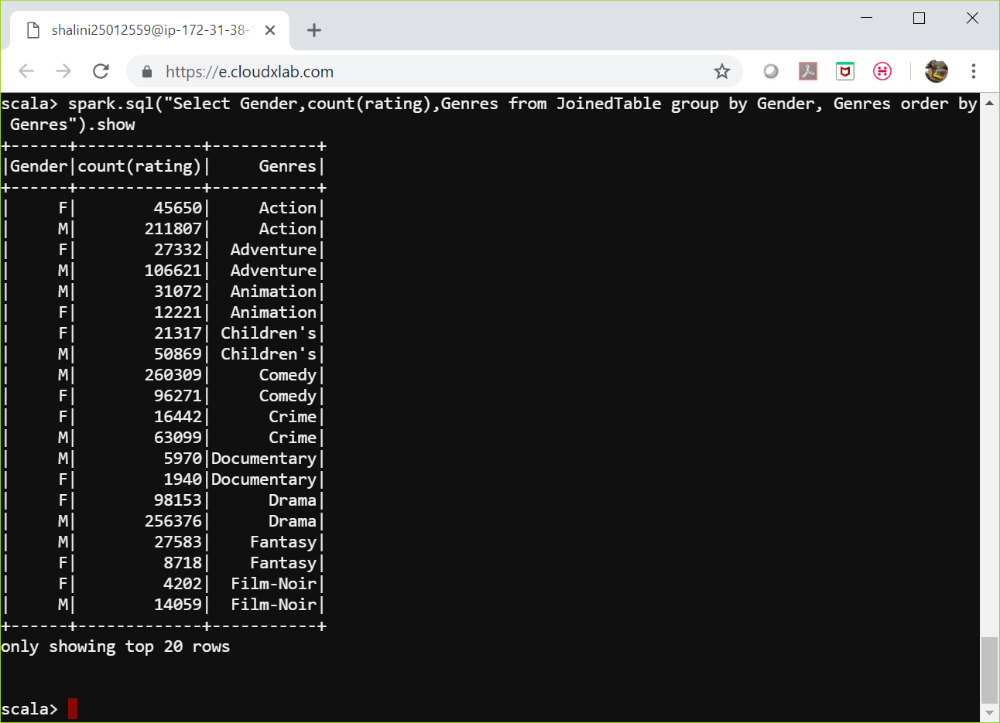 shalini25012559@ip-172-31-38-
https://e.cloudxlab.com
scala> spark.sql("Select Gender,count(rating),Genres from JoinedTable group by Gender, Genres order by
 Genres").show
+------+-------------+-----------+
|Gender|count(rating)|     Genres|
+------+-------------+-----------+
|     F|        45650|     Action|
|     M|       211807|     Action|
|     F|        27332|  Adventure|
|     M|       106621|  Adventure|
|     M|        31072|  Animation|
|     F|        12221|  Animation|
|     F|        21317| Children's|
|     M|        50869| Children's|
|     M|       260309|     Comedy|
|     F|        96271|     Comedy|
|     F|        16442|      Crime|
|     M|        63099|      Crime|
|     M|         5970|Documentary|
|     F|         1940|Documentary|
|     F|        98153|      Drama|
|     M|       256376|      Drama|
|     M|        27583|    Fantasy|
|     F|         8718|    Fantasy|
|     F|         4202|  Film-Noir|
|     M|        14059|  Film-Noir|
+------+-------------+-----------+
only showing top 20 rows
scala>